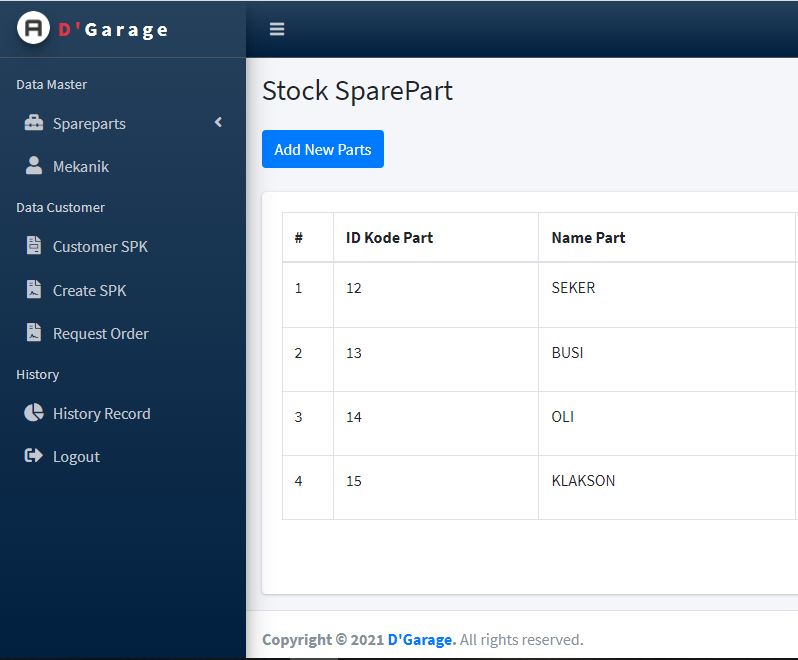 D'Garage
Data Master
Spareparts
Mekanik
Data Customer
Customer SPK
Create SPK
Request Order
History
History Record
Logout
Stock SparePart
Add New Parts
# ID Kode Part Name Part
1 12 SEKER
2 13 BUSI
3 14 OLI
4 15 KLAKSON
Copyright © 2021 D'Garage. All rights reserved.